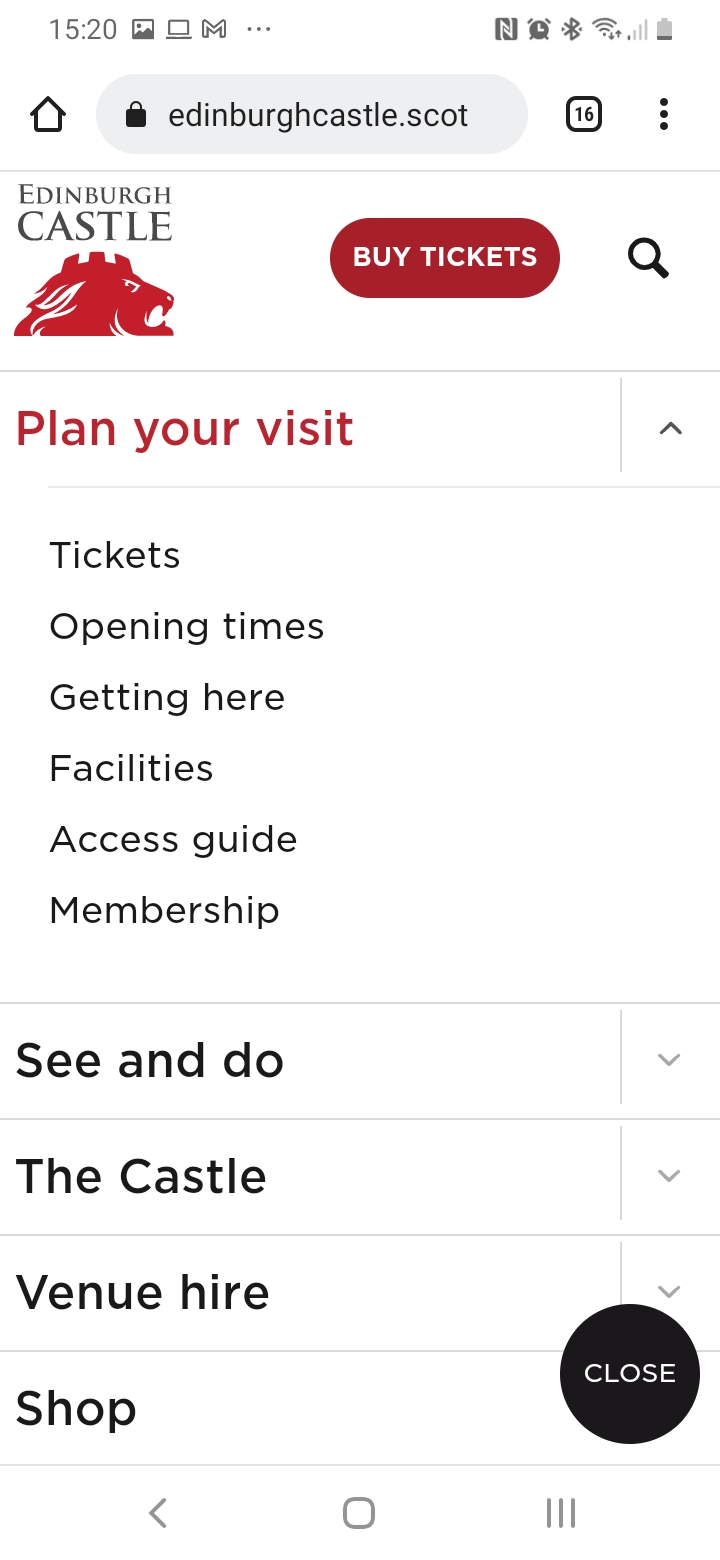 15:20
edinburghcastle.scot
16
EDINBURGH
CASTLE
BUY TICKETS
Plan your visit
Tickets
Opening times
Getting here
Facilities
Access guide
Membership
See and do
The Castle
Venue hire
Shop
CLOSE